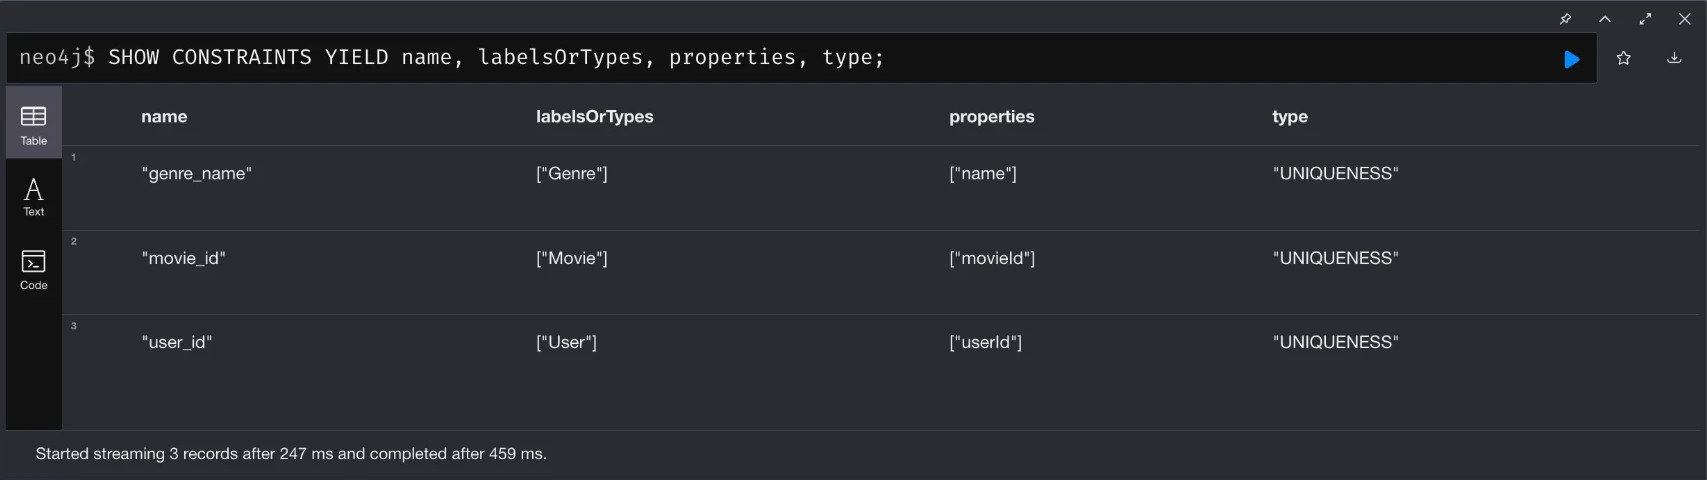 neo4j$ SHOW CONSTRAINTS YIELD name, labelsOrTypes, properties, type;
Table
Text
Code
name labelsOrTypes properties type
1
"genre_name" ["Genre"] ["name"] "UNIQUENESS"
2
"movie_id" ["Movie"] ["movieId"] "UNIQUENESS"
3
"user_id" ["User"] ["userId"] "UNIQUENESS"
Started streaming 3 records after 247 ms and completed after 459 ms.